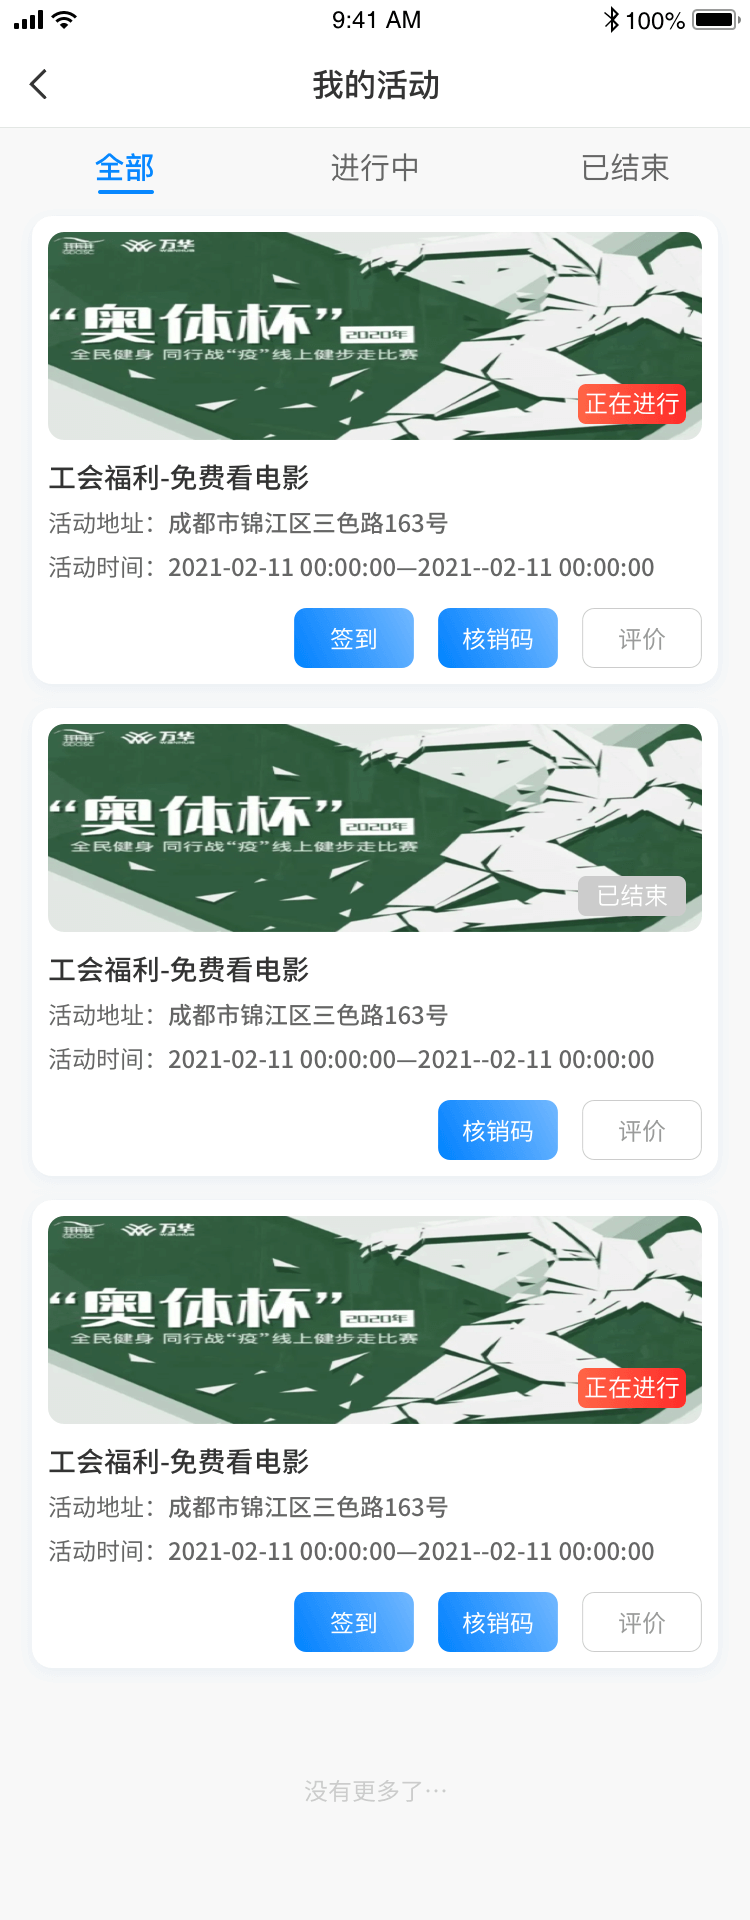 9:41 AM
100%
我的活动
全部
进行中
已结束
万华
“奥体杯”
2020年
全民健身 同行战“疫”线上健步走比赛
正在进行
工会福利-免费看电影
活动地址：成都市锦江区三色路163号
活动时间：2021-02-11 00:00:00—2021--02-11 00:00:00
签到
核销码
评价
万华
“奥体杯”
2020年
全民健身 同行战“疫”线上健步走比赛
已结束
工会福利-免费看电影
活动地址：成都市锦江区三色路163号
活动时间：2021-02-11 00:00:00—2021--02-11 00:00:00
核销码
评价
万华
“奥体杯”
2020年
全民健身 同行战“疫”线上健步走比赛
正在进行
工会福利-免费看电影
活动地址：成都市锦江区三色路163号
活动时间：2021-02-11 00:00:00—2021--02-11 00:00:00
签到
核销码
评价
没有更多了···